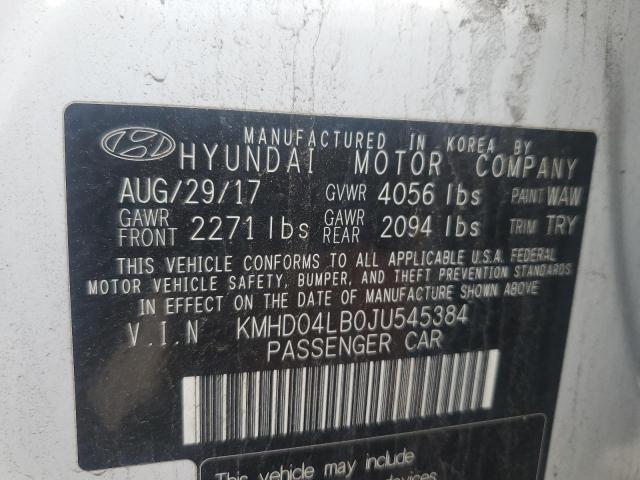 MANUFACTURED IN KOREA BY
HYUNDAI MOTOR COMPANY
AUG/29/17 GVWR 4056 lbs PAINT WAW
GAWR FRONT 2271 lbs GAWR REAR 2094 lbs TRIM TRY
THIS VEHICLE CONFORMS TO ALL APPLICABLE U.S.A. FEDERAL
MOTOR VEHICLE SAFETY, BUMPER, AND THEFT PREVENTION STANDARDS
IN EFFECT ON THE DATE OF MANUFACTURE SHOWN ABOVE.
V.I.N KMHD04LB0JU545384
PASSENGER CAR
This vehicle may include
devices